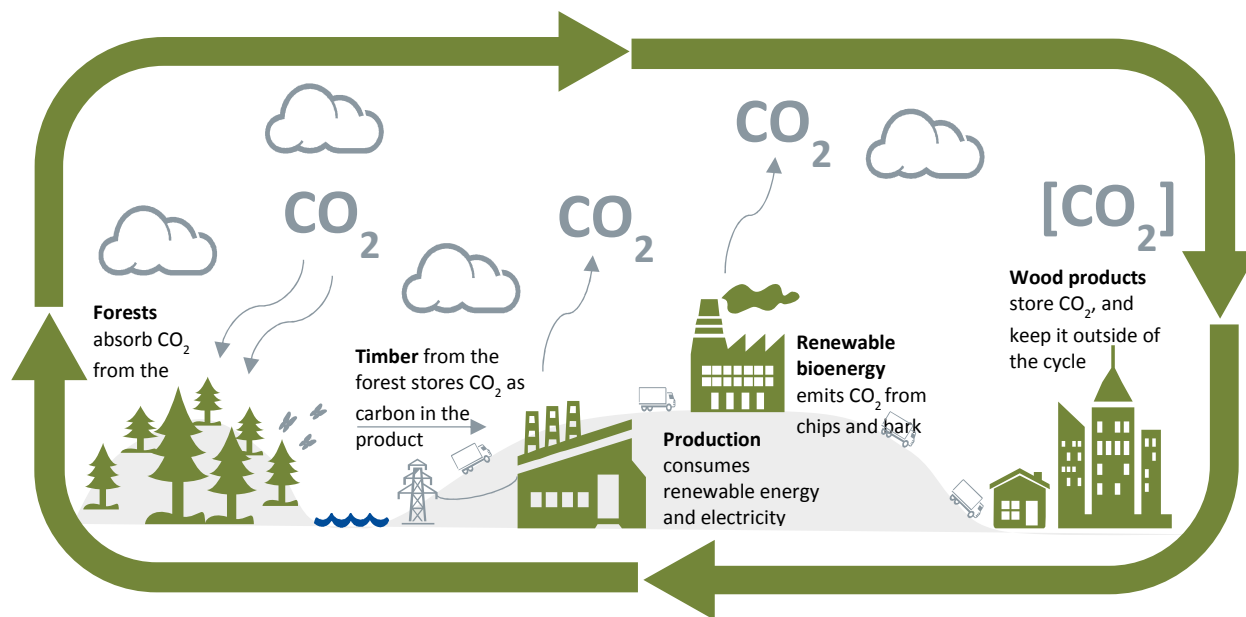 CO2
CO2
CO2
[CO2]
Forests
absorb CO2
from the
Timber from the
forest stores CO2 as
carbon in the
product
Production
consumes
renewable energy
and electricity
Renewable
bioenergy
emits CO2 from
chips and bark
Wood products
store CO2, and
keep it outside of
the cycle